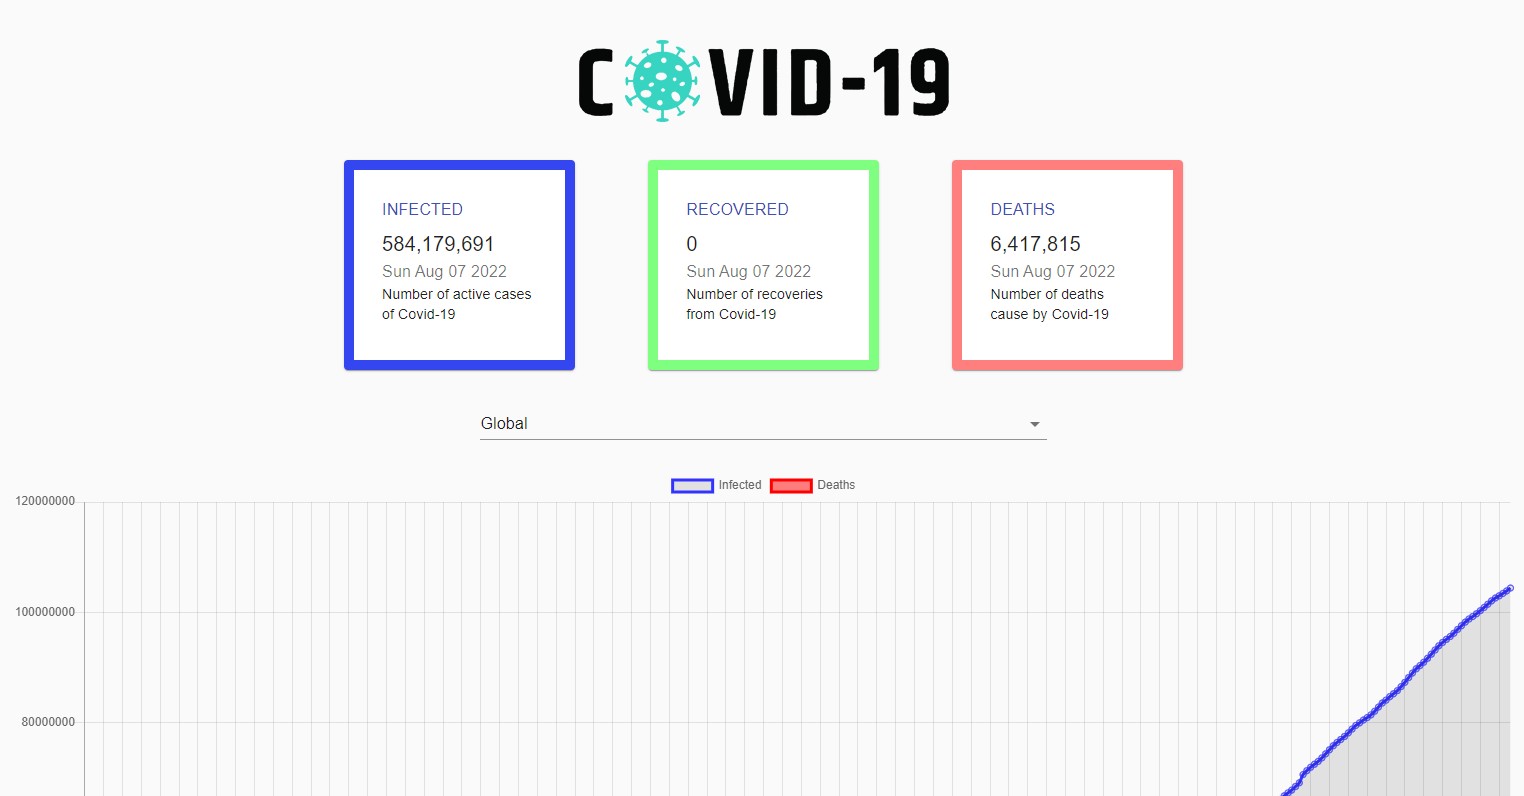 COVID-19
INFECTED
584,179,691
Sun Aug 07 2022
Number of active cases
of Covid-19
RECOVERED
0
Sun Aug 07 2022
Number of recoveries
from Covid-19
DEATHS
6,417,815
Sun Aug 07 2022
Number of deaths
cause by Covid-19
Global
Infected
Deaths
120000000
100000000
80000000